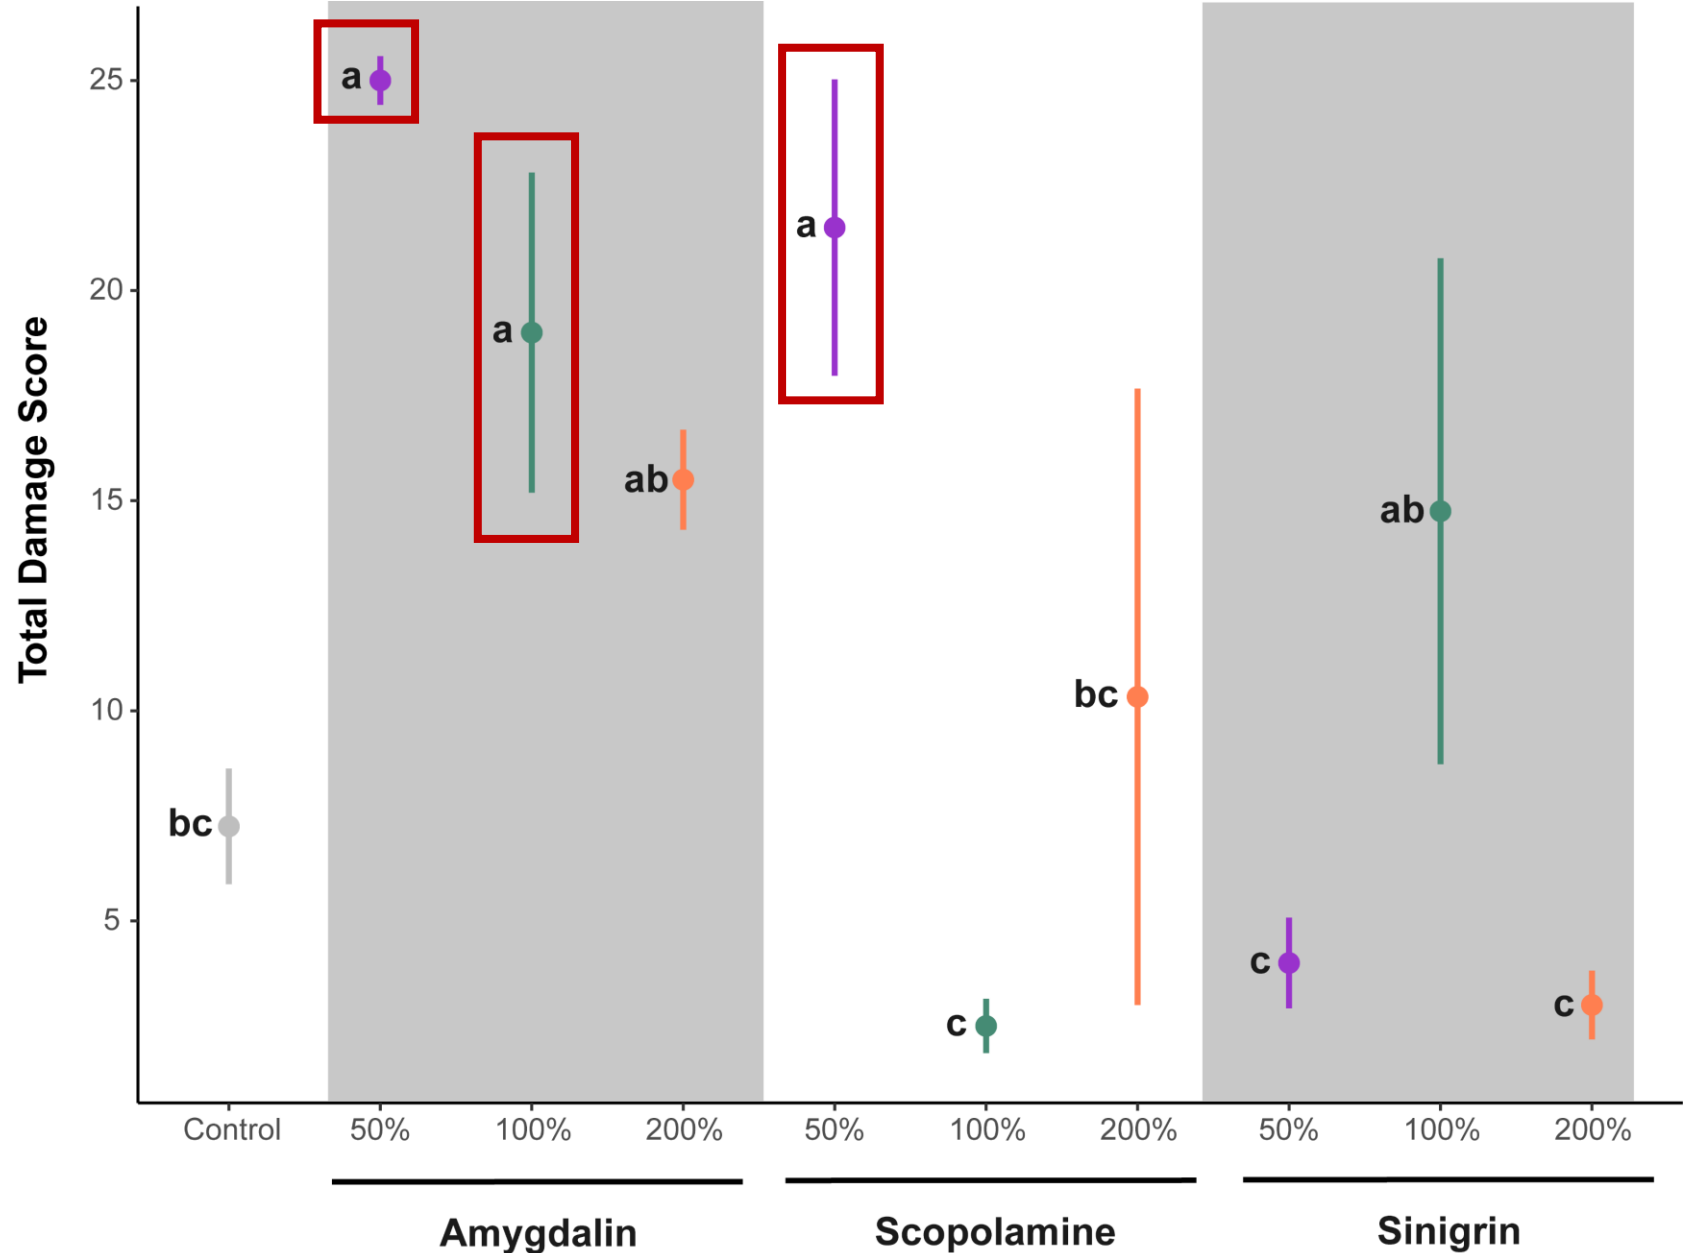 Total Damage Score
25
20
15
10
5
a
a
ab
a
bc
ab
bc
c
c
c
Control 50% 100% 200% 50% 100% 200% 50% 100% 200%
Amygdalin Scopolamine Sinigrin